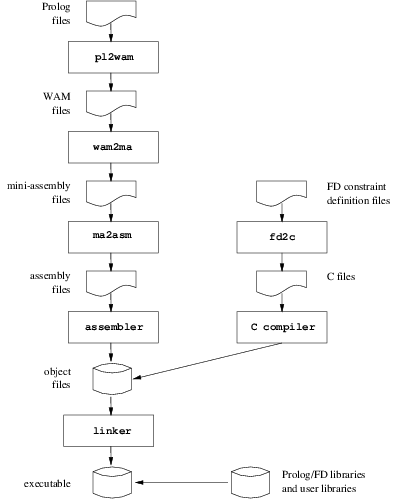 Prolog
files
pl2wam
WAM
files
wam2ma
mini-assembly
files
FD constraint
definition files
ma2asm
fd2c
assembly
files
C files
assembler
C compiler
object
files
linker
executable
Prolog/FD libraries
and user libraries